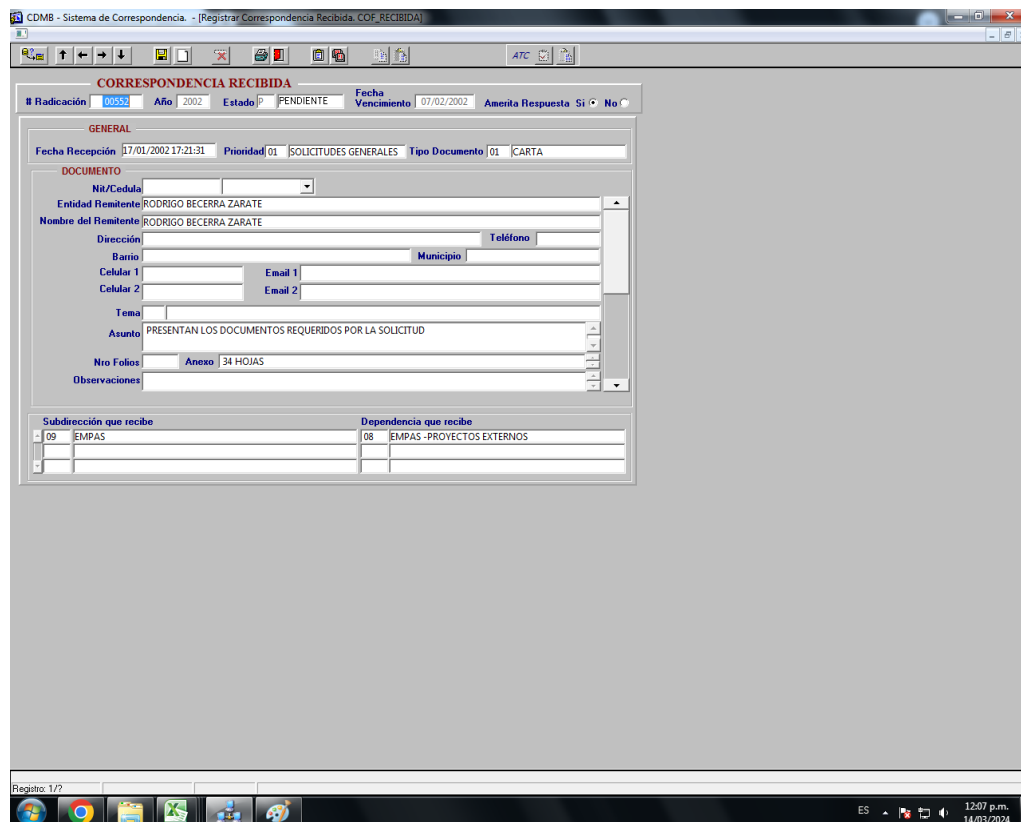 CDMB - Sistema de Correspondencia. - [Registrar Correspondencia Recibida. COF_RECIBIDA]
ATC
CORRESPONDENCIA RECIBIDA
# Radicación 00552 Año 2002 Estado P PENDIENTE Fecha Vencimiento 07/02/2002 Amerita Respuesta Si No
GENERAL
Fecha Recepción 17/01/2002 17:21:31 Prioridad 01 SOLICITUDES GENERALES Tipo Documento 01 CARTA
DOCUMENTO
Nit/Cedula
Entidad Remitente RODRIGO BECERRA ZARATE
Nombre del Remitente RODRIGO BECERRA ZARATE
Dirección Teléfono
Barrio Municipio
Celular 1 Email 1
Celular 2 Email 2
Tema
Asunto PRESENTAN LOS DOCUMENTOS REQUERIDOS POR LA SOLICITUD
Nro Folios Anexo 34 HOJAS
Observaciones
Subdirección que recibe Dependencia que recibe
09 EMPAS 08 EMPAS -PROYECTOS EXTERNOS
Registro: 1/?
ES 12:07 p.m.
14/03/2024